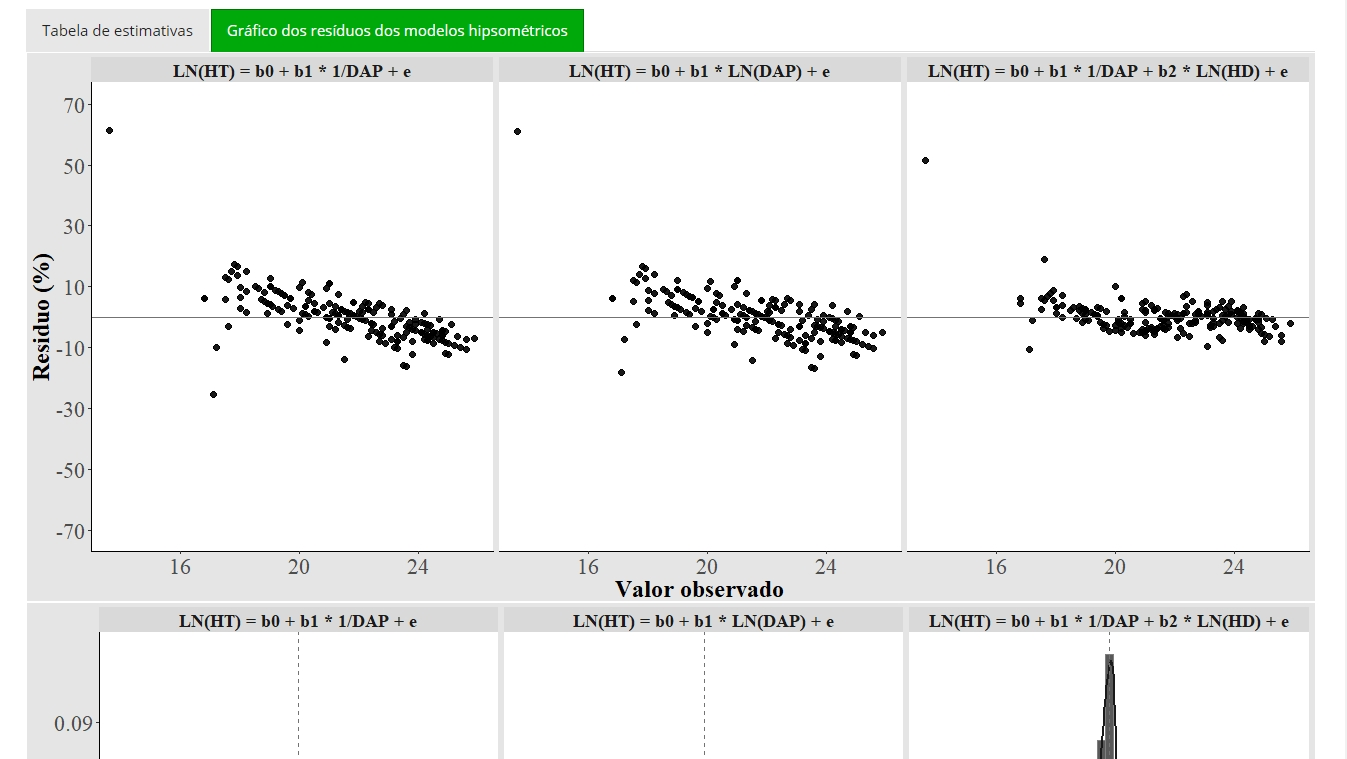 Tabela de estimativas
Gráfico dos resíduos dos modelos hipsométricos
LN(HT) = b0 + b1 * 1/DAP + e
LN(HT) = b0 + b1 * LN(DAP) + e
LN(HT) = b0 + b1 * 1/DAP + b2 * LN(HD) + e
70
50
30
10
-10
-30
-50
-70
Resíduo (%)
16 20 24
16 20 24
16 20 24
Valor observado
LN(HT) = b0 + b1 * 1/DAP + e
LN(HT) = b0 + b1 * LN(DAP) + e
LN(HT) = b0 + b1 * 1/DAP + b2 * LN(HD) + e
0.09